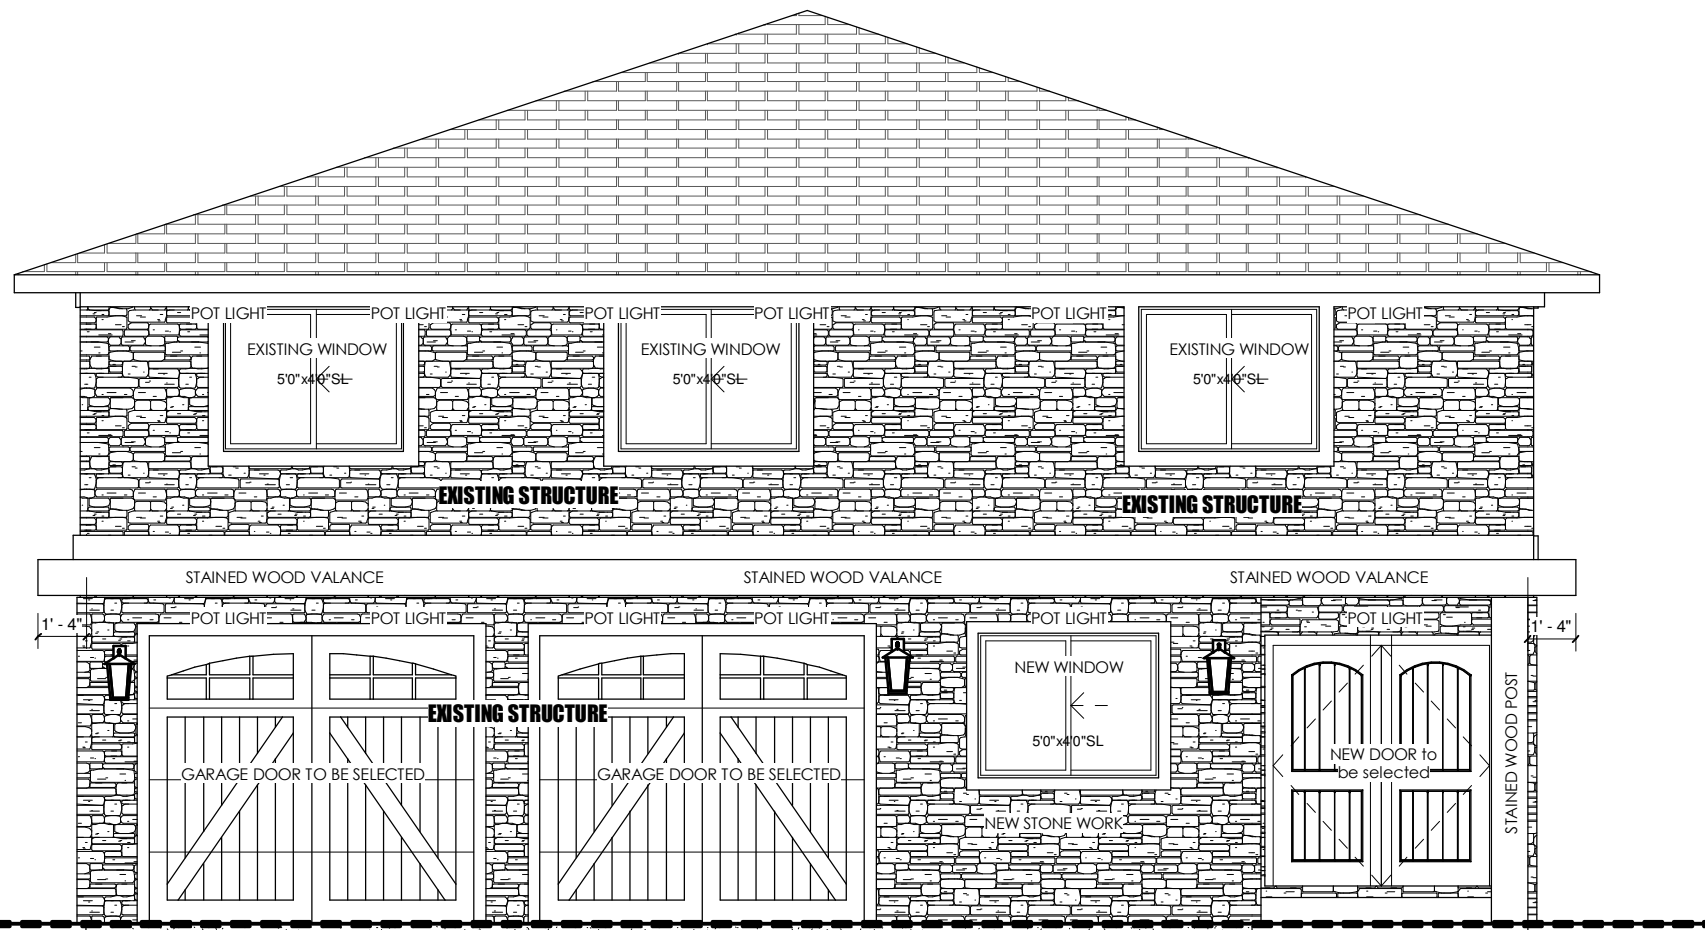 POT LIGHT POT LIGHT POT LIGHT POT LIGHT POT LIGHT POT LIGHT
EXISTING WINDOW EXISTING WINDOW EXISTING WINDOW
5'0"x4'0"SL 5'0"x4'0"SL 5'0"x4'0"SL
EXISTING STRUCTURE EXISTING STRUCTURE
STAINED WOOD VALANCE STAINED WOOD VALANCE STAINED WOOD VALANCE
1' - 4" POT LIGHT POT LIGHT POT LIGHT POT LIGHT POT LIGHT POT LIGHT 1' - 4"
NEW WINDOW
EXISTING STRUCTURE
5'0"x4'0"SL
STAINED WOOD POST
NEW DOOR to
be selected
GARAGE DOOR TO BE SELECTED GARAGE DOOR TO BE SELECTED
NEW STONE WORK